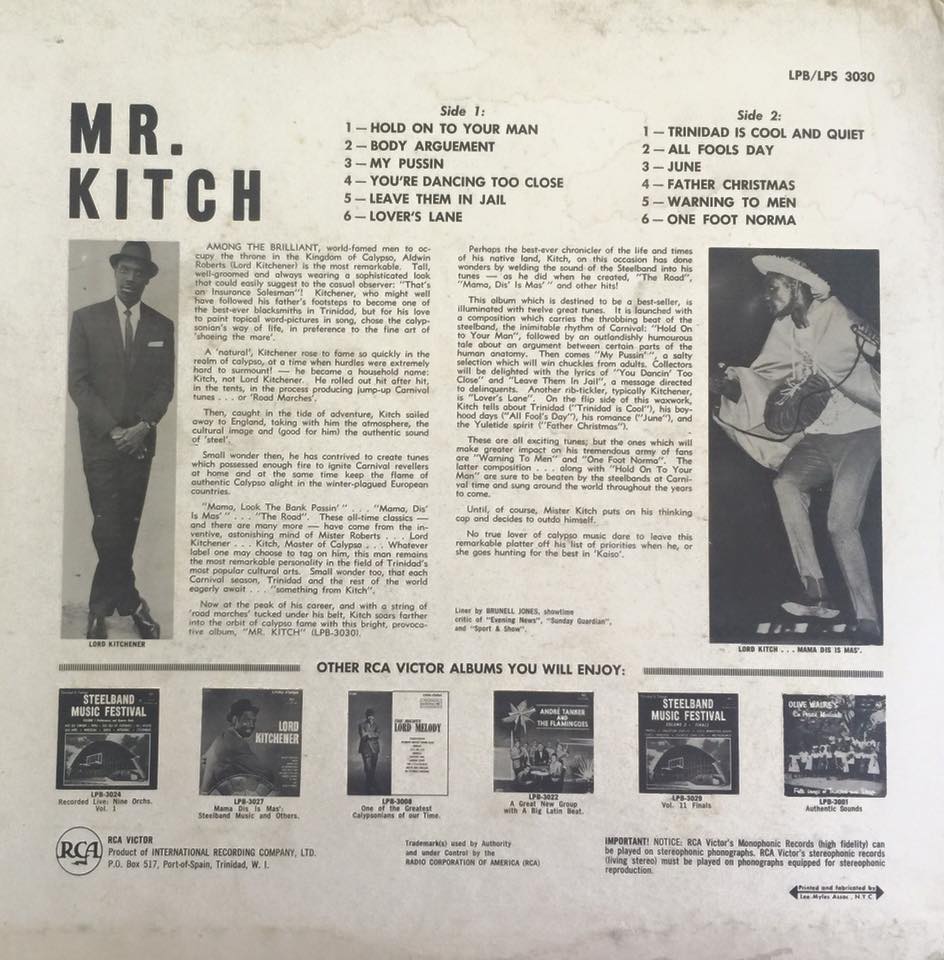 LPB/LPS 3030
MR.
KITCH
Side 1:
1 — HOLD ON TO YOUR MAN
2 — BODY ARGUEMENT
3 — MY PUSSIN
4 — YOU'RE DANCING TOO CLOSE
5 — LEAVE THEM IN JAIL
6 — LOVER'S LANE
Side 2:
1 — TRINIDAD IS COOL AND QUIET
2 — ALL FOOLS DAY
3 — JUNE
4 — FATHER CHRISTMAS
5 — WARNING TO MEN
6 — ONE FOOT NORMA
AMONG THE BRILLIANT, world-famed men to oc-
cupy the throne in the Kingdom of Calypso, Aldwin
Roberts (Lord Kitchener) is the most remarkable. Tall,
well-groomed and always wearing a sophisticated look
that could easily suggest to the casual observer: "That's
an Insurance Salesman"! Kitchener, who might well
have followed his father's footsteps to become one of
the best-ever blacksmiths in Trinidad, but for his love
to paint topical word-pictures in song, chose the calyp-
sonian's way of life, in preference to the fine art of
'shoeing the mare'.
A 'natural', Kitchener rose to fame so quickly in the
realm of calypso, at a time when hurdles were extremely
hard to surmount! — he became a household name:
Kitch, not Lord Kitchener. He rolled out hit after hit,
in the tents, in the process producing jump-up Carnival
tunes . . . or 'Road Marches'.
Then, caught in the tide of adventure, Kitch sailed
away to England, taking with him the atmosphere, the
cultural image and (good for him) the authentic sound
of 'steel'.
Small wonder then, he has contrived to create tunes
which possessed enough fire to ignite Carnival revellers
at home and at the same time keep the flame of
authentic Calypso alight in the winter-plagued European
countries.
"Mama, Look The Bank Passin' " . . . "Mama, Dis'
Is Mas' " . . . "The Road". These all-time classics —
and there are many more — have come from the in-
ventive, astonishing mind of Mister Roberts . . . Lord
Kitchener . . . Kitch, Master of Calypso . . . Whatever
label one may choose to tag on him, this man remains
the most remarkable personality in the field of Trinidad's
most popular cultural arts. Small wonder too, that each
Carnival season, Trinidad and the rest of the world
eagerly await . . . "something from Kitch".
Now at the peak of his career, and with a string of
'road marches' tucked under his belt, Kitch soars farther
into the orbit of calypso fame with this bright, provoca-
tive album, "MR. KITCH" (LPB-3030).
Perhaps the best-ever chronicler of the life and times
of his native land, Kitch, on this occasion has done
wonders by welding the sound of the Steelband into his
tunes — as he did when he created, "The Road",
"Mama, Dis' Is Mas' " and other hits!
This album which is destined to be a best-seller, is
illuminated with twelve great tunes. It is launched with
a composition which carries the throbbing beat of the
steelband, the inimitable rhythm of Carnival: "Hold On
to Your Man", followed by an outlandishly humourous
tale about an argument between certain parts of the
human anatomy. Then comes "My Pussin' ", a salty
selection which will win chuckles from adults. Collectors
will be delighted with the lyrics of "You Dancin' Too
Close" and "Leave Them In Jail", a message directed
to delinquents. Another rib-tickler, typically Kitchener,
is "Lover's Lane". On the flip side of this waxwork,
Kitch tells about Trinidad ("Trinidad is Cool"), his boy-
hood days ("All Fool's Day"), his romance ("June"), and
the Yuletide spirit ("Father Christmas").
These are all exciting tunes; but the ones which will
make greater impact on his tremendous army of fans
are "Warning To Men" and "One Foot Norma". The
latter composition . . . along with "Hold On To Your
Man" are sure to be beaten by the steelbands at Carni-
val time and sung around the world throughout the years
to come.
Until, of course, Mister Kitch puts on his thinking
cap and decides to outdo himself.
No true lover of calypso music dare to leave this
remarkable platter off his list of priorities when he, or
she goes hunting for the best in 'Kaiso'.
Liner by BRUNELL JONES, showtime
critic of "Evening News", "Sunday Guardian",
and "Sport & Show".
LORD KITCHENER
LORD KITCH . . . MAMA DIS IS MAS'.
OTHER RCA VICTOR ALBUMS YOU WILL ENJOY:
STEELBAND
MUSIC FESTIVAL
LPB-3024
Recorded Live: Nine Orchs.
Vol. 1
LORD
KITCHENER
LPB-3027
Mama Dis Is Mas':
Steelband Music and Others.
LORD MELODY
LPB-3008
One of the Greatest
Calypsonians of our Time.
ANDRE TANKER
AND
THE FLAMINGOES
LPB-3022
A Great New Group
with A Big Latin Beat.
STEELBAND
MUSIC FESTIVAL
LPB-3029
Vol. 11 Finals
OLIVE WALKE'S
LPB-3001
Authentic Sounds
RCA
RCA VICTOR
Product of INTERNATIONAL RECORDING COMPANY, LTD.
P.O. Box 517, Port-of-Spain, Trinidad, W. I.
Trademark(s) used by Authority
and under Control by the
RADIO CORPORATION OF AMERICA (RCA)
IMPORTANT! NOTICE: RCA Victor's Monophonic Records (high fidelity) can
be played on stereophonic phonographs. RCA Victor's stereophonic records
(living stereo) must be played on phonographs equipped for stereophonic
reproduction.
Printed and fabricated by
Lee-Myles Assoc., N.Y.C.